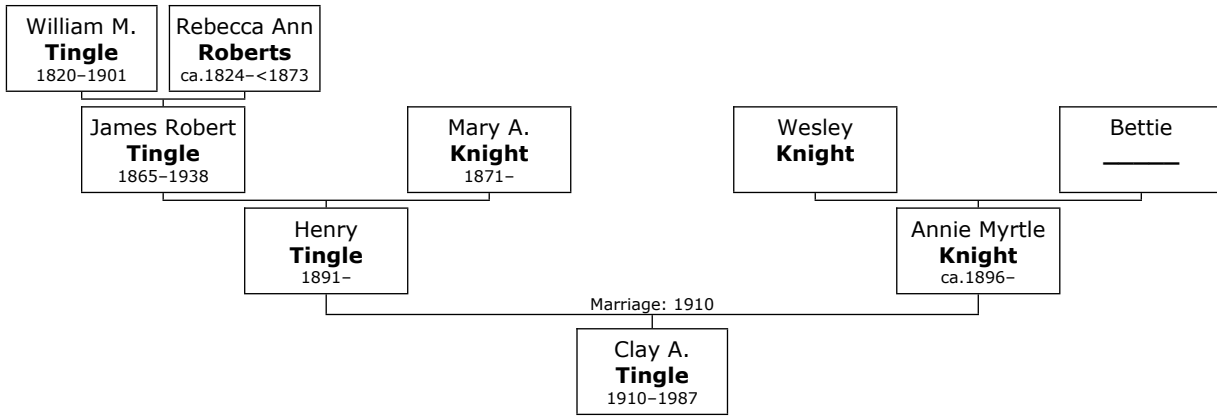 William M.
Tingle
1820–1901
Rebecca Ann
Roberts
ca.1824–<1873
James Robert
Tingle
1865–1938
Mary A.
Knight
1871–
Wesley
Knight
Bettie
______
Henry
Tingle
1891–
Annie Myrtle
Knight
ca.1896–
Marriage: 1910
Clay A.
Tingle
1910–1987